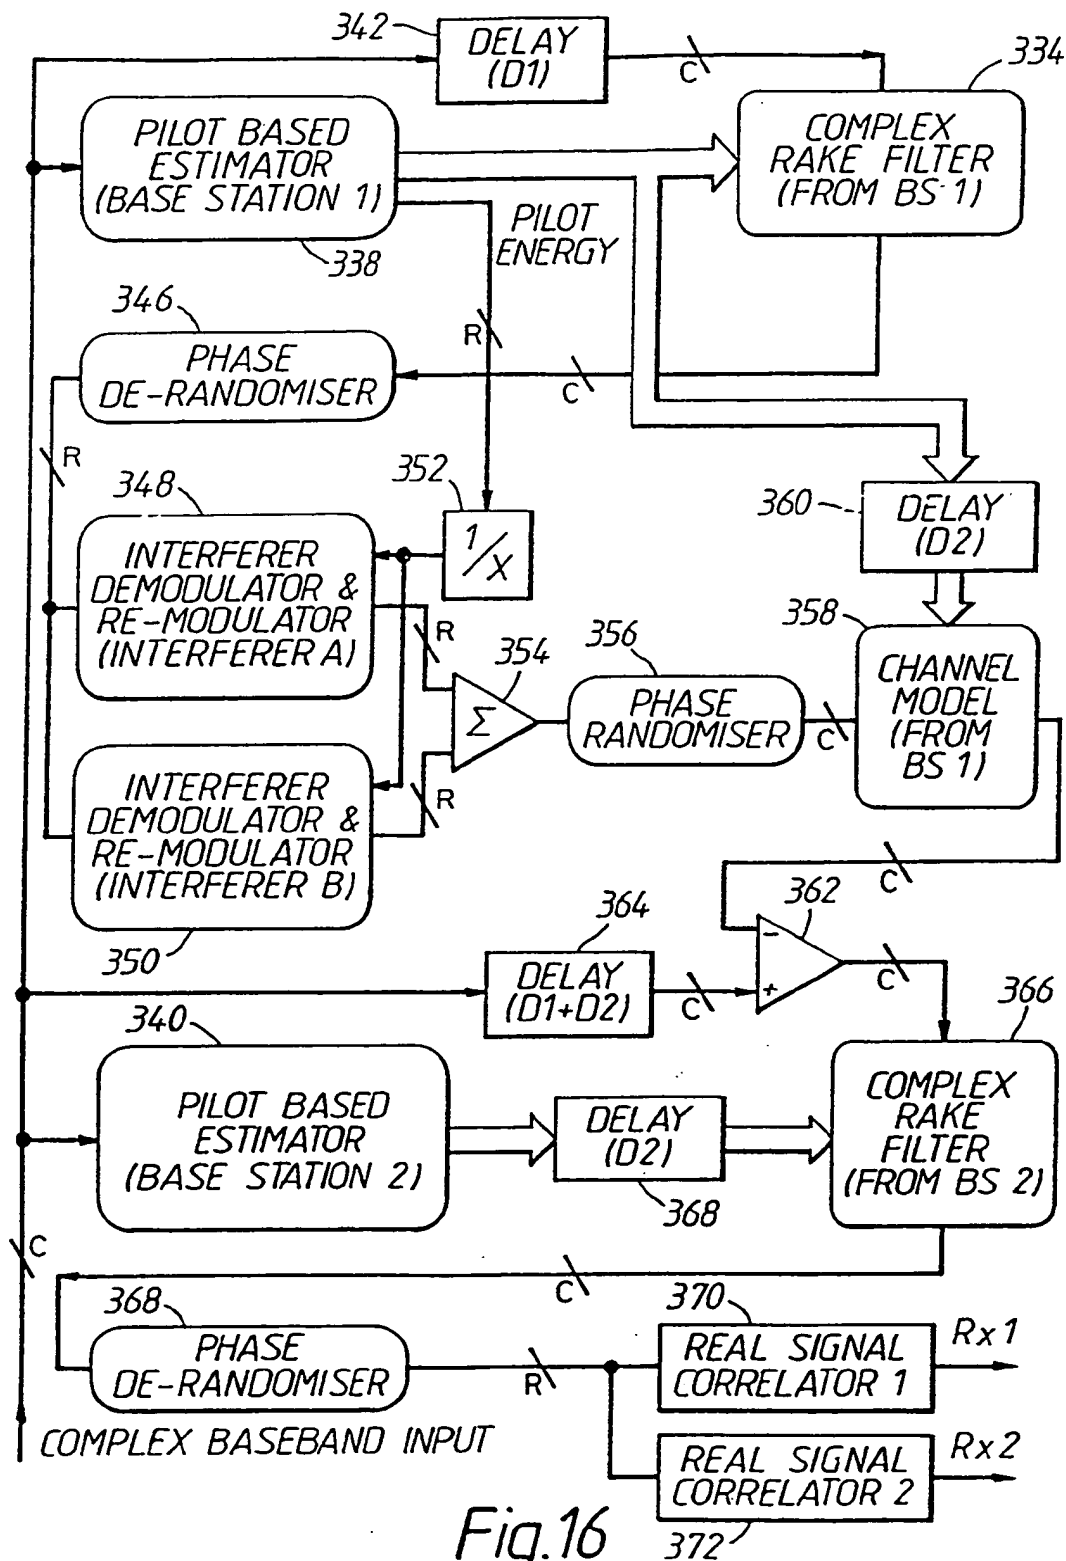 342
DELAY
(D1)
C
334
PILOT BASED
ESTIMATOR
(BASE STATION 1)
COMPLEX
RAKE FILTER
(FROM BS 1)
PILOT
ENERGY
338
346
R
PHASE
DE-RANDOMISER
C
R
348
352
1/X
360
DELAY
(D2)
INTERFERER
DEMODULATOR &
RE-MODULATOR
(INTERFERER A)
R
354
Σ
356
PHASE
RANDOMISER
C
358
CHANNEL
MODEL
(FROM
BS 1)
INTERFERER
DEMODULATOR &
RE-MODULATOR
(INTERFERER B)
R
350
C
364
DELAY
(D1+D2)
C
−
+
362
C
366
340
PILOT BASED
ESTIMATOR
(BASE STATION 2)
DELAY
(D2)
368
COMPLEX
RAKE
FILTER
(FROM BS 2)
C
C
368
PHASE
DE-RANDOMISER
R
370
REAL SIGNAL
CORRELATOR 1
Rx1
COMPLEX BASEBAND INPUT
REAL SIGNAL
CORRELATOR 2
Rx2
372
Fig.16